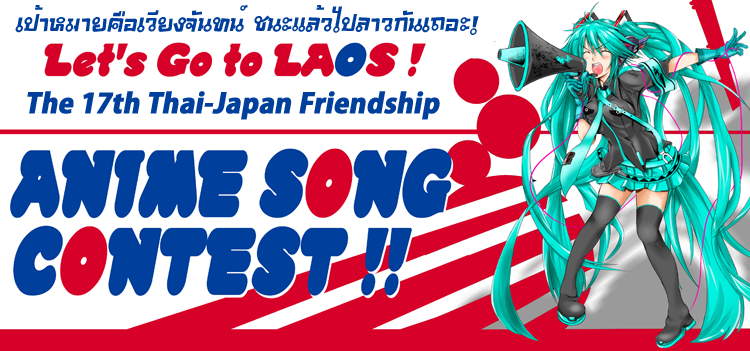 เป้าหมายคือเวียงจันทน์ ชนะแล้วไปลาวกันเถอะ!
Let's Go to LAOS !
The 17th Thai-Japan Friendship
ANIME SONG
CONTEST !!